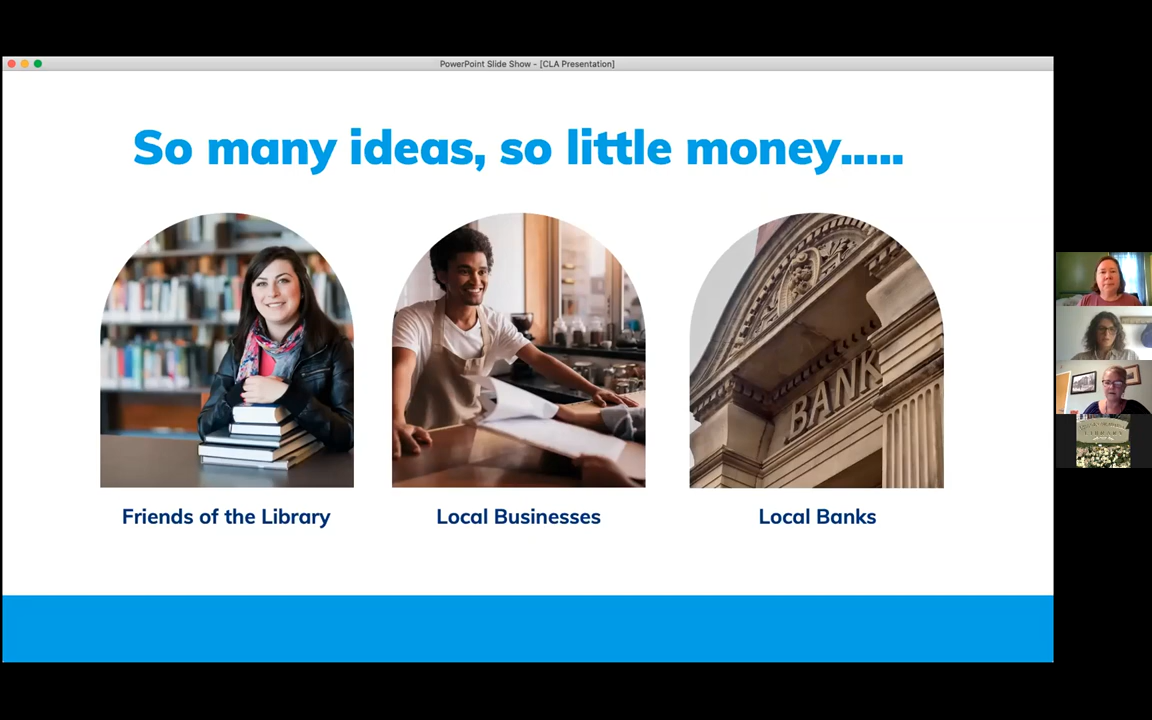 PowerPoint Slide Show - [CLA Presentation]
So many ideas, so little money.....
BANK
Friends of the Library
Local Businesses
Local Banks
LIBRARY